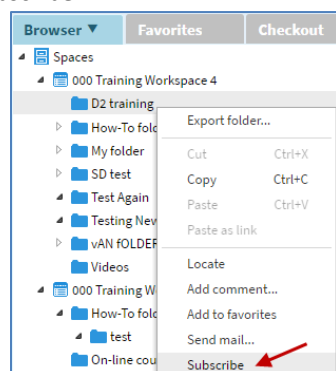 Browser ▼ Favorites Checkout
Spaces
000 Training Workspace 4
D2 training
How-To fold
My folder
SD test
Test Again
Testing New
vAN fOLDER
Videos
000 Training W
How-To fold
test
On-line cou
Export folder...
Cut Ctrl+X
Copy Ctrl+C
Paste Ctrl+V
Paste as link
Locate
Add comment...
Add to favorites
Send mail...
Subscribe